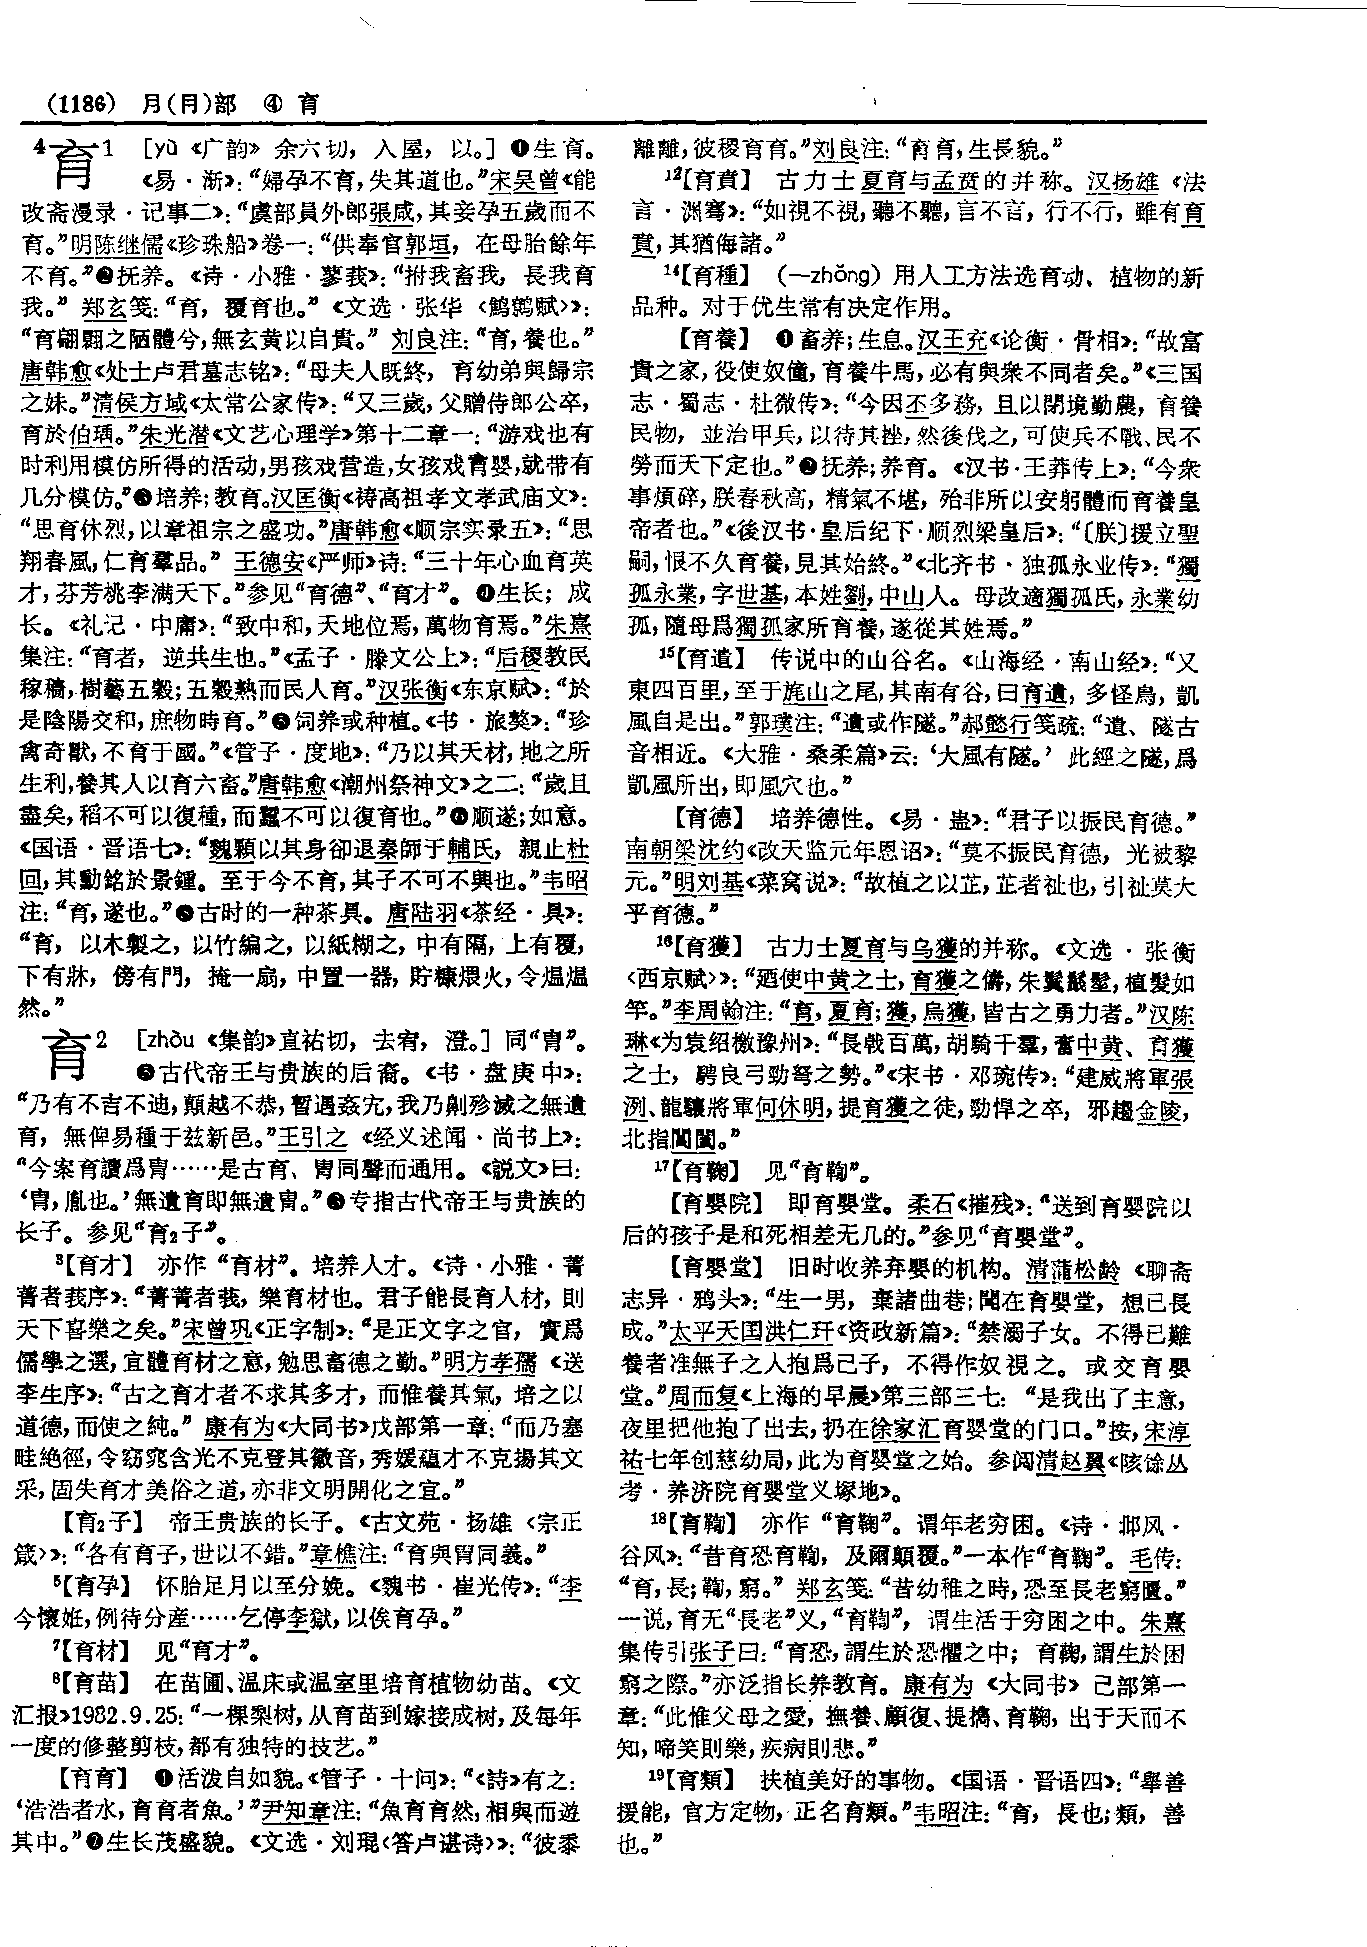 (1186) 月(⺼)部 ④ 育
4育1 [yù 《广韵》 余六切，入屋，以。] ❶生育。
《易·渐》：“婦孕不育，失其道也。”宋吴曾《能
改斋漫录·记事二》：“虞部員外郎張咸，其妾孕五歲而不
育。”明陈继儒《珍珠船》卷一：“供奉官郭垣，在母胎餘年
不育。”❷抚养。《诗·小雅·蓼莪》：“拊我畜我，長我育
我。”郑玄笺：“育，覆育也。”《文选·张华〈鹪鹩赋〉》：
“育翩翾之陋體兮，無玄黄以自貴。”刘良注：“育，養也。”
唐韩愈《处士卢君墓志铭》：“母夫人既終，育幼弟與歸宗
之妹。”清侯方域《太常公家传》：“又三歲，父贈侍郎公卒，
育於伯瑀。”朱光潜《文艺心理学》第十二章一：“游戏也有
时利用模仿所得的活动，男孩戏营造，女孩戏育婴，就带有
几分模仿。”❸培养；教育。汉匡衡《祷高祖孝文孝武庙文》：
“思育休烈，以章祖宗之盛功。”唐韩愈《顺宗实录五》：“思
翔春風，仁育羣品。”王德安《严师》诗：“三十年心血育英
才，芬芳桃李满天下。”参见“育德”、“育才”。❹生长；成
长。《礼记·中庸》：“致中和，天地位焉，萬物育焉。”朱熹
集注：“育者，逆共生也。”《孟子·滕文公上》：“后稷教民
稼穡，樹藝五穀；五穀熟而民人育。”汉张衡《东京赋》：“於
是陰陽交和，庶物時育。”❺饲养或种植。《书·旅獒》：“珍
禽奇獸，不育于國。”《管子·度地》：“乃以其天材，地之所
生利，養其人以育六畜。”唐韩愈《潮州祭神文》之二：“歲且
盡矣，稻不可以復種，而蠶不可以復育也。”❻顺遂；如意。
《国语·晋语七》：“魏顆以其身卻退秦師于輔氏，親止杜
回，其勳銘於景鍾。至于今不育，其子不可不興也。”韦昭
注：“育，遂也。”❼古时的一种茶具。唐陆羽《茶经·具》：
“育，以木製之，以竹編之，以紙糊之，中有隔，上有覆，
下有牀，傍有門，掩一扇，中置一器，貯糠煨火，令煴煴
然。”
育2 [zhòu 《集韵》直祐切，去宥，澄。] 同“胄”。
❶古代帝王与贵族的后裔。《书·盘庚中》：
“乃有不吉不迪，顛越不恭，暫遇姦宄，我乃劓殄滅之無遺
育，無俾易種于兹新邑。”王引之《经义述闻·尚书上》：
“今案育讀爲胄……是古育、胄同聲而通用。《説文》曰：
‘胄，胤也。’無遺育即無遺胄。”❷专指古代帝王与贵族的
长子。参见“育2子”。
3【育才】 亦作“育材”。培养人才。《诗·小雅·菁
菁者莪序》：“菁菁者莪，樂育材也。君子能長育人材，則
天下喜樂之矣。”宋曾巩《正字制》：“是正文字之官，實爲
儒學之選，宜體育材之意，勉思畜德之勤。”明方孝孺《送
李生序》：“古之育才者不求其多才，而惟養其氣，培之以
道德，而使之純。”康有为《大同书》戊部第一章：“而乃塞
畦絶徑，令窈窕含光不克登其徽音，秀媛藴才不克揚其文
采，固失育才美俗之道，亦非文明開化之宜。”
【育2子】 帝王贵族的长子。《古文苑·扬雄〈宗正
箴〉》：“各有育子，世以不錯。”章樵注：“育與胄同義。”
5【育孕】 怀胎足月以至分娩。《魏书·崔光传》：“李
今懷妊，例待分産……乞停李獄，以俟育孕。”
7【育材】 见“育才”。
8【育苗】 在苗圃、温床或温室里培育植物幼苗。《文
汇报》1982.9.25：“一棵梨树，从育苗到嫁接成树，及每年
一度的修整剪枝，都有独特的技艺。”
【育育】 ❶活泼自如貌。《管子·十问》：“《詩》有之：
‘浩浩者水，育育者魚。’”尹知章注：“魚育育然，相與而遊
其中。”❷生长茂盛貌。《文选·刘琨〈答卢谌诗〉》：“彼黍
離離，彼稷育育。”刘良注：“育育，生長貌。”
12【育賁】 古力士夏育与孟贲的并称。汉扬雄《法
言·渊骞》：“如視不視，聽不聽，言不言，行不行，雖有育
賁，其猶侮諸。”
14【育種】 （—zhǒng）用人工方法选育动、植物的新
品种。对于优生常有决定作用。
【育養】 ❶畜养；生息。汉王充《论衡·骨相》：“故富
貴之家，役使奴僮，育養牛馬，必有與衆不同者矣。”《三国
志·蜀志·杜微传》：“今因丕多務，且以閉境勤農，育養
民物，並治甲兵，以待其挫，然後伐之，可使兵不戰、民不
勞而天下定也。”❷抚养；养育。《汉书·王莽传上》：“今衆
事煩碎，朕春秋高，精氣不堪，殆非所以安躬體而育養皇
帝者也。”《後汉书·皇后纪下·顺烈梁皇后》：“〔朕〕援立聖
嗣，恨不久育養，見其始終。”《北齐书·独孤永业传》：“獨
孤永業，字世基，本姓劉，中山人。母改適獨孤氏，永業幼
孤，隨母爲獨孤家所育養，遂從其姓焉。”
15【育遺】 传说中的山谷名。《山海经·南山经》：“又
東四百里，至于旄山之尾，其南有谷，曰育遺，多怪鳥，凱
風自是出。”郭璞注：“遺或作隧。”郝懿行笺疏：“遺、隧古
音相近。《大雅·桑柔篇》云：‘大風有隧。’此經之隧，爲
凱風所出，即風穴也。”
【育德】 培养德性。《易·蛊》：“君子以振民育德。”
南朝梁沈约《改天监元年恩诏》：“莫不振民育德，光被黎
元。”明刘基《菜窝说》：“故植之以芷，芷者祉也，引祉莫大
乎育德。”
16【育獲】 古力士夏育与乌獲的并称。《文选·张衡
〈西京赋〉》：“迺使中黄之士，育獲之儔，朱鬕䰐髽，植髮如
竿。”李周翰注：“育，夏育；獲，烏獲，皆古之勇力者。”汉陈
琳《为袁绍檄豫州》：“長戟百萬，胡騎千羣，奮中黄、育獲
之士，騁良弓勁弩之勢。”《宋书·邓琬传》：“建威將軍張
洌、龍驤將軍何休明，提育獲之徒，勁悍之卒，邪趨金陵，
北指閶闔。”
17【育鞠】 见“育鞫”。
【育嬰院】 即育嬰堂。柔石《摧残》：“送到育婴院以
后的孩子是和死相差无几的。”参见“育嬰堂”。
【育嬰堂】 旧时收养弃婴的机构。清蒲松龄《聊斋
志异·鸦头》：“生一男，棄諸曲巷；聞在育嬰堂，想已長
成。”太平天国洪仁玕《资政新篇》：“禁溺子女。不得已難
養者准無子之人抱爲己子，不得作奴視之。或交育嬰
堂。”周而复《上海的早晨》第三部三七：“是我出了主意，
夜里把他抱了出去，扔在徐家汇育婴堂的门口。”按，宋淳
祐七年创慈幼局，此为育婴堂之始。参阅清赵翼《陔馀丛
考·养济院育婴堂义塚地》。
18【育鞫】 亦作“育鞠”。谓年老穷困。《诗·邶风·
谷风》：“昔育恐育鞫，及爾顛覆。”一本作“育鞠”。毛传：
“育，長；鞫，窮。”郑玄笺：“昔幼稚之時，恐至長老窮匱。”
一说，育无“長老”义，“育鞫”，谓生活于穷困之中。朱熹
集传引张子曰：“育恐，謂生於恐懼之中；育鞫，謂生於困
窮之際。”亦泛指长养教育。康有为《大同书》己部第一
章：“此惟父母之愛，撫養、顧復、提攜、育鞠，出于天而不
知，啼笑則樂，疾病則悲。”
19【育類】 扶植美好的事物。《国语·晋语四》：“舉善
援能，官方定物，正名育類。”韦昭注：“育，長也；類，善
也。”